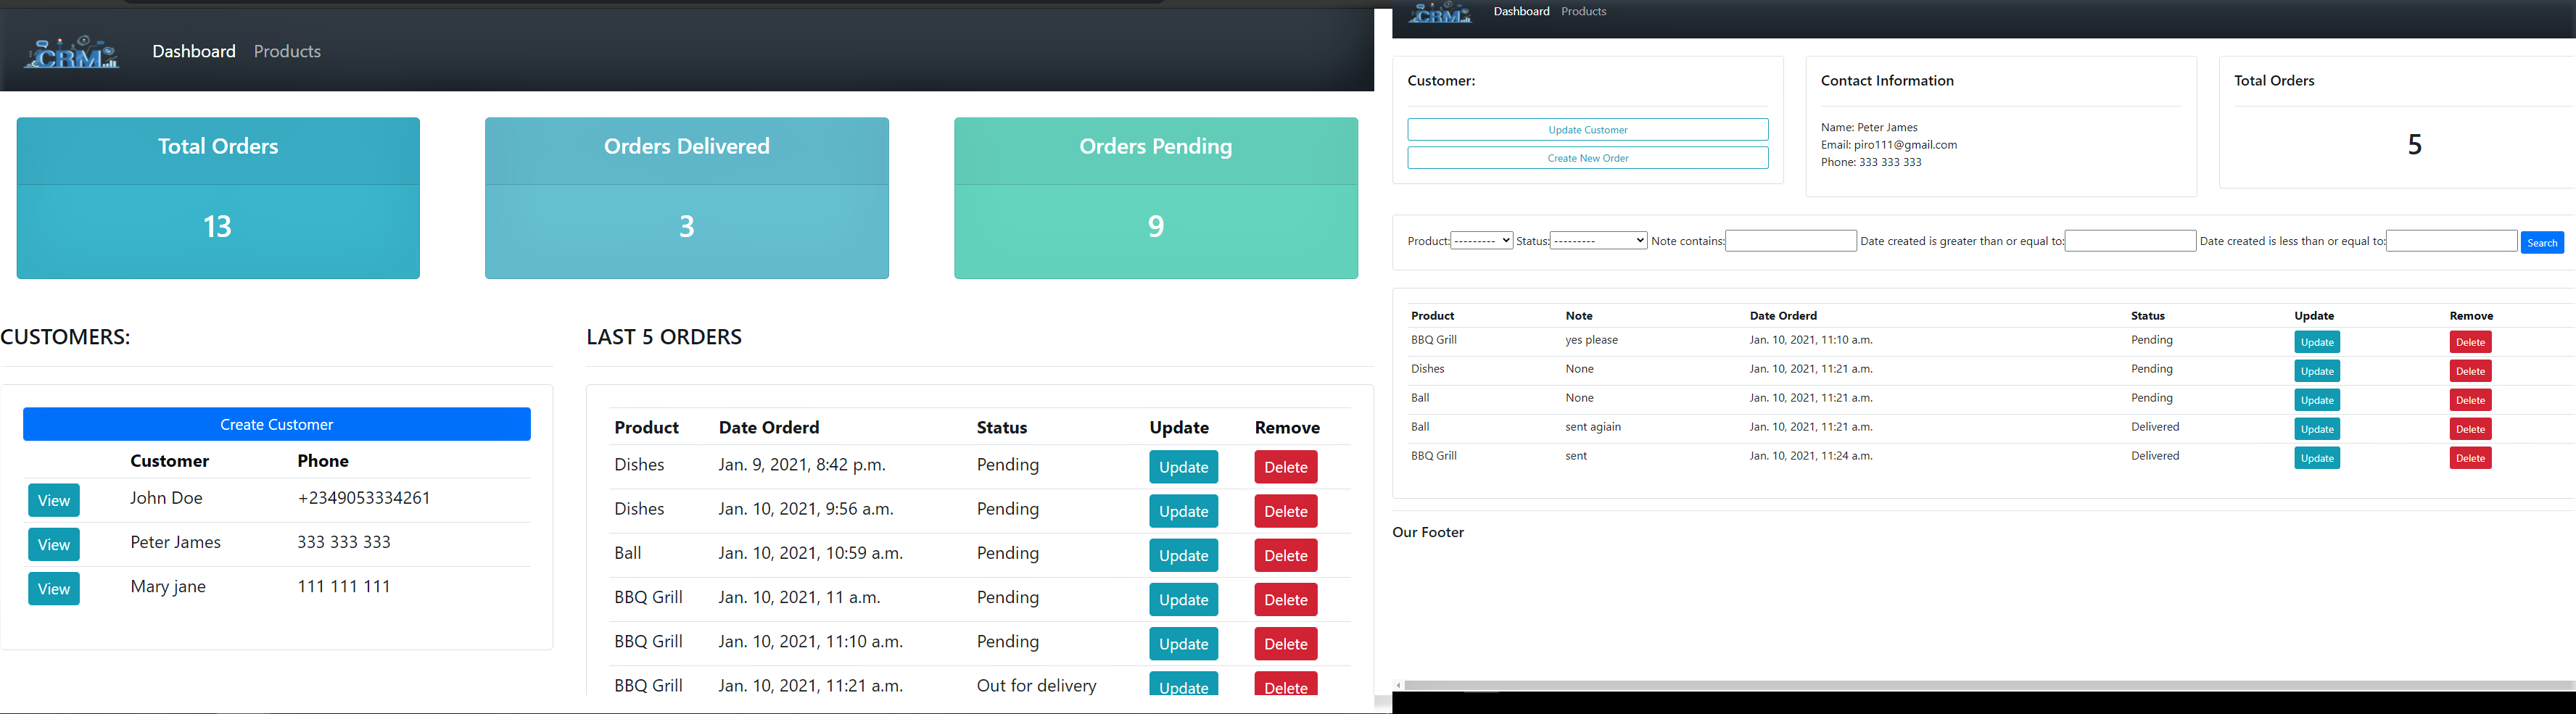 CRM Dashboard Products
Total Orders Orders Delivered Orders Pending
13 3 9
CUSTOMERS:
Create Customer
Customer Phone
View John Doe +2349053334261
View Peter James 333 333 333
View Mary jane 111 111 111
LAST 5 ORDERS
Product Date Orderd Status Update Remove
Dishes Jan. 9, 2021, 8:42 p.m. Pending Update Delete
Dishes Jan. 10, 2021, 9:56 a.m. Pending Update Delete
Ball Jan. 10, 2021, 10:59 a.m. Pending Update Delete
BBQ Grill Jan. 10, 2021, 11 a.m. Pending Update Delete
BBQ Grill Jan. 10, 2021, 11:10 a.m. Pending Update Delete
BBQ Grill Jan. 10, 2021, 11:21 a.m. Out for delivery Update Delete
CRM Dashboard Products
Customer:
Update Customer
Create New Order
Contact Information
Name: Peter James
Email: piro111@gmail.com
Phone: 333 333 333
Total Orders
5
Product: --------- Status: --------- Note contains: Date created is greater than or equal to: Date created is less than or equal to: Search
Product Note Date Orderd Status Update Remove
BBQ Grill yes please Jan. 10, 2021, 11:10 a.m. Pending Update Delete
Dishes None Jan. 10, 2021, 11:21 a.m. Pending Update Delete
Ball None Jan. 10, 2021, 11:21 a.m. Pending Update Delete
Ball sent agiain Jan. 10, 2021, 11:21 a.m. Delivered Update Delete
BBQ Grill sent Jan. 10, 2021, 11:24 a.m. Delivered Update Delete
Our Footer